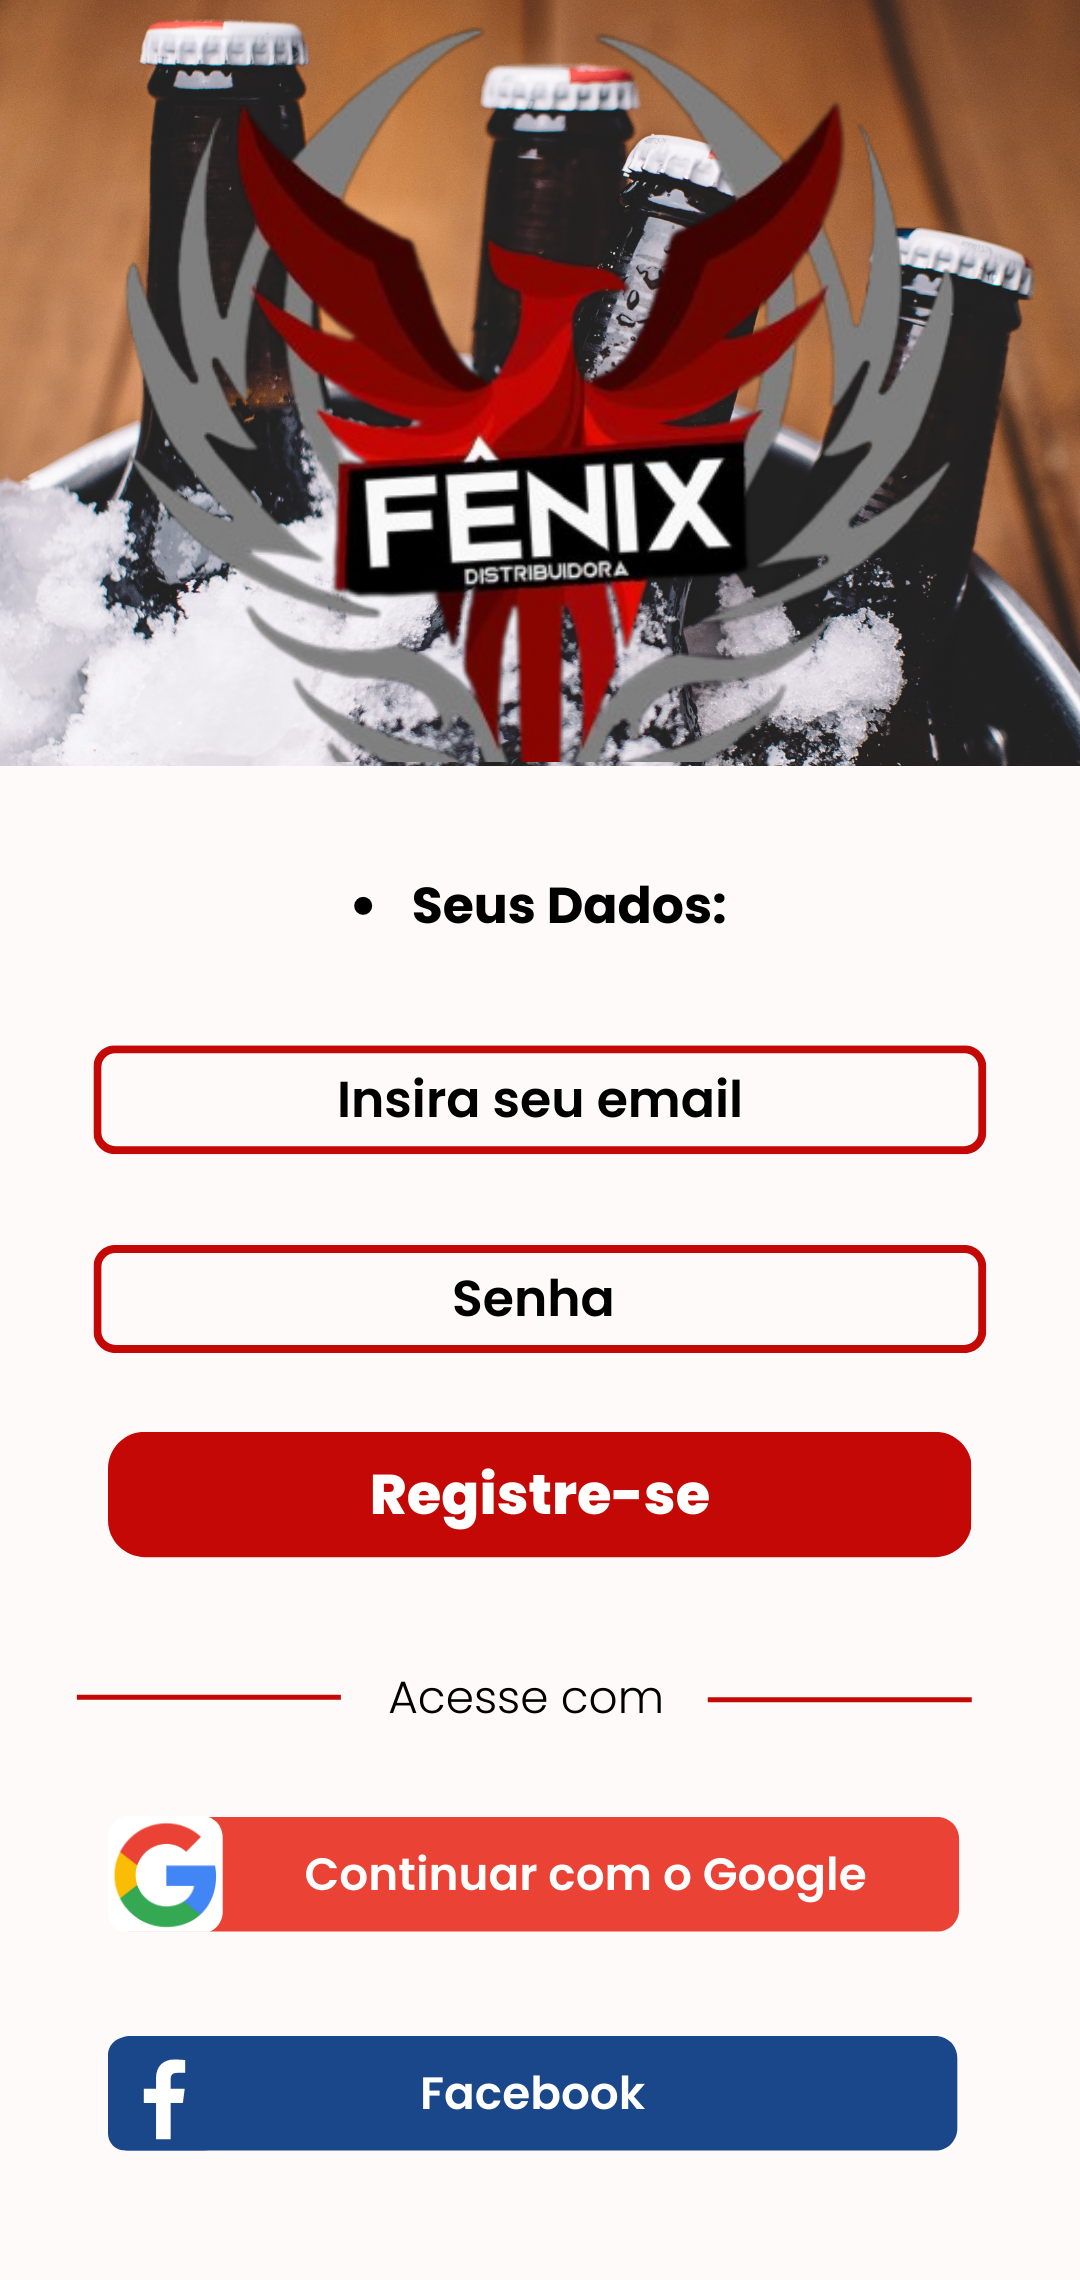 FÊNIX
DISTRIBUIDORA
• Seus Dados:
Insira seu email
Senha
Registre-se
Acesse com
Continuar com o Google
Facebook